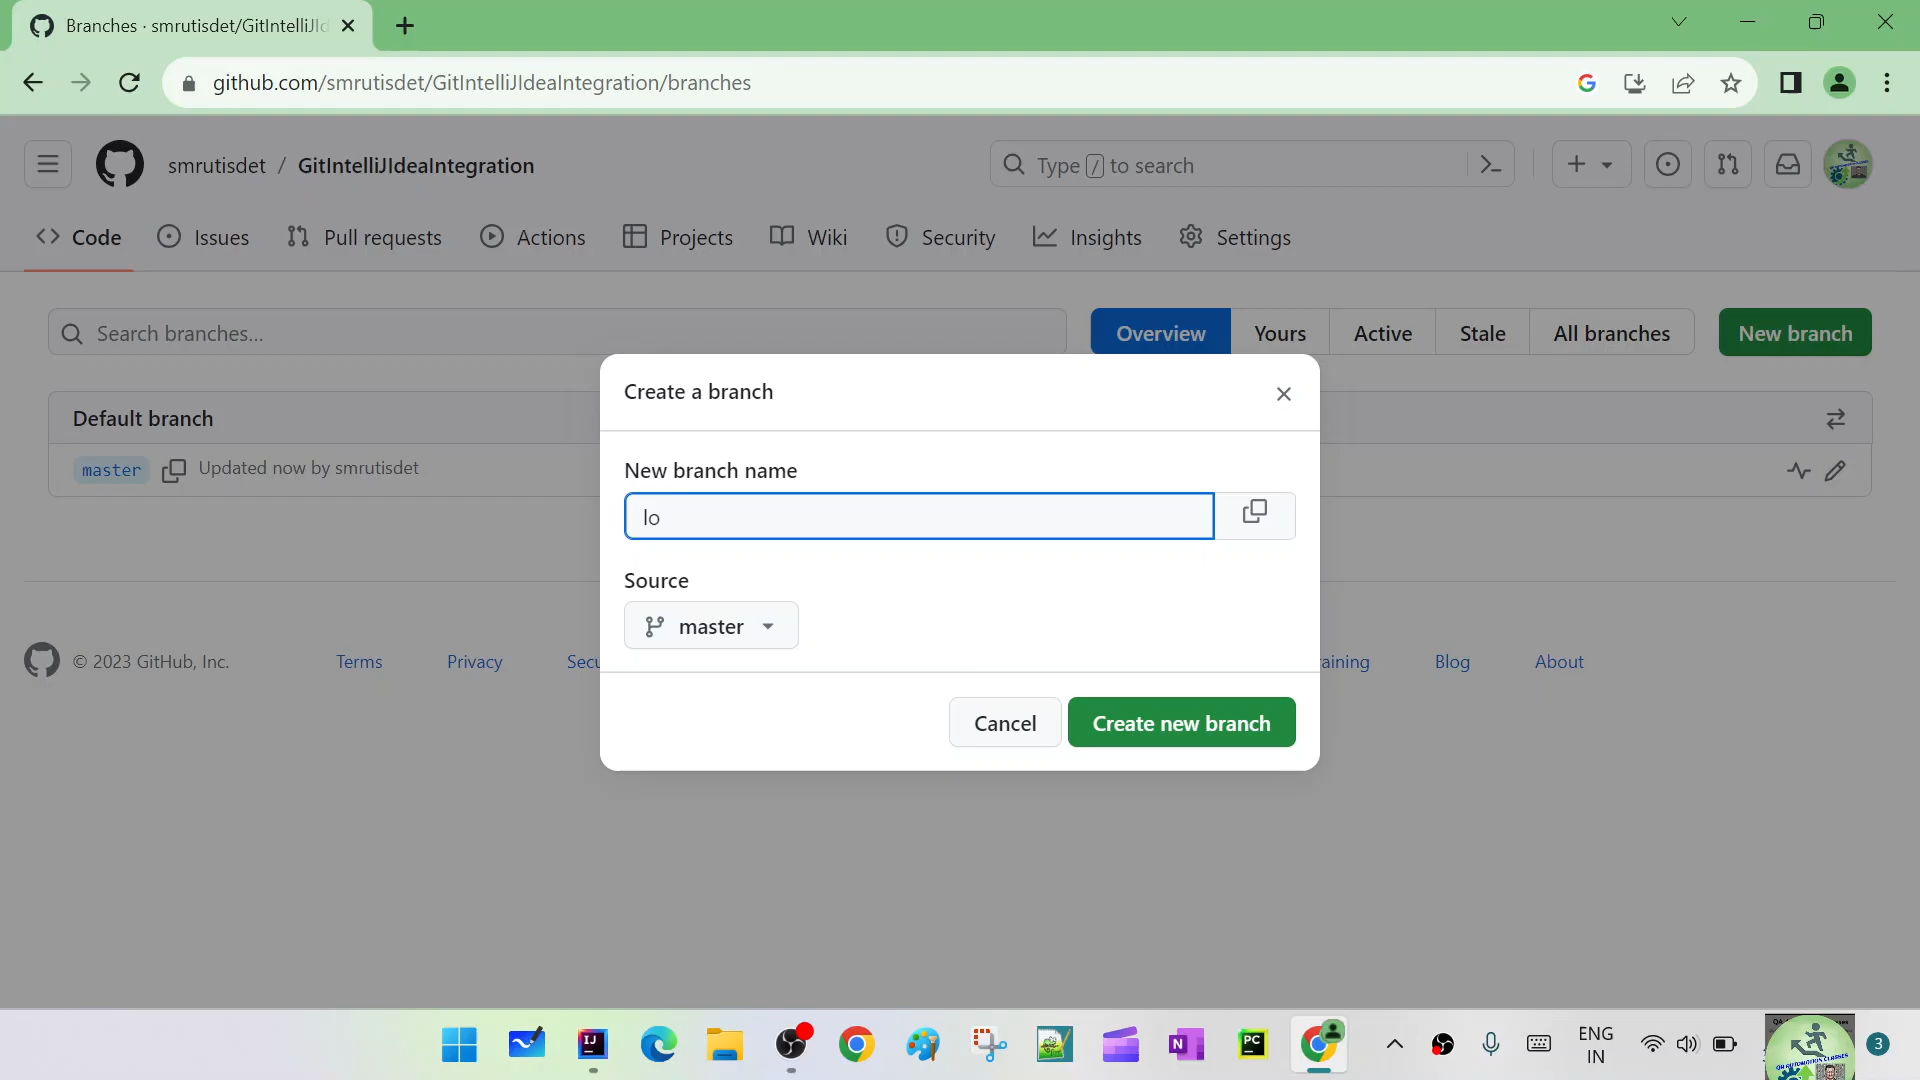 Branches · smrutisdet/GitIntelliJId
github.com/smrutisdet/GitIntelliJIdeaIntegration/branches
smrutisdet / GitIntelliJIdeaIntegration
Type / to search
Code Issues Pull requests Actions Projects Wiki Security Insights Settings
Search branches...
Overview Yours Active Stale All branches New branch
Create a branch
Default branch
master Updated now by smrutisdet
New branch name
lo
Source
master
© 2023 GitHub, Inc. Terms Privacy Secu raining Blog About
Cancel Create new branch
ENG
IN
3